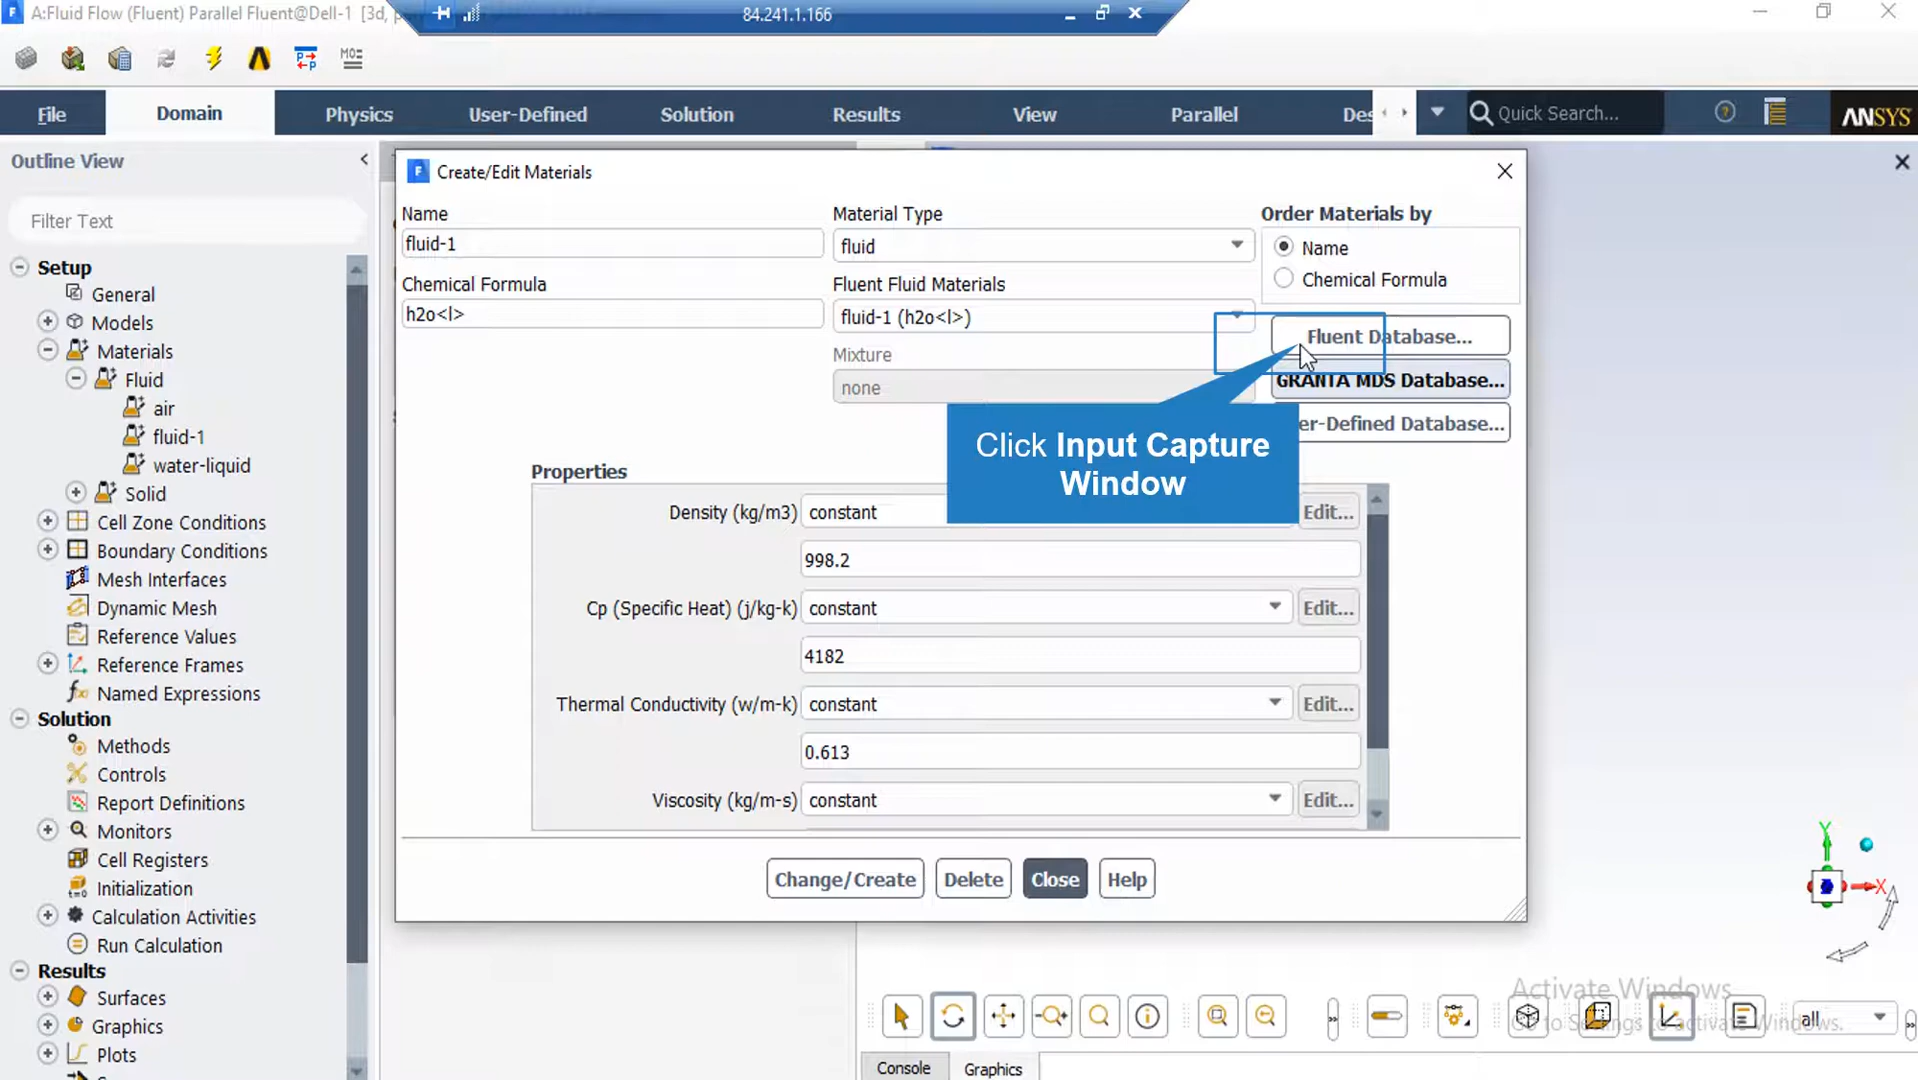 A:Fluid Flow (Fluent) Parallel Fluent@Dell-1 [3d, p
84.241.1.166
File
Domain
Physics
User-Defined
Solution
Results
View
Parallel
Des
Quick Search...
ANSYS
Outline View
Filter Text
Setup
General
Models
Materials
Fluid
air
fluid-1
water-liquid
Solid
Cell Zone Conditions
Boundary Conditions
Mesh Interfaces
Dynamic Mesh
Reference Values
Reference Frames
Named Expressions
Solution
Methods
Controls
Report Definitions
Monitors
Cell Registers
Initialization
Calculation Activities
Run Calculation
Results
Surfaces
Graphics
Plots
Create/Edit Materials
Name
fluid-1
Chemical Formula
h2o<l>
Material Type
fluid
Fluent Fluid Materials
fluid-1 (h2o<l>)
Mixture
none
Order Materials by
Name
Chemical Formula
Fluent Database...
GRANTA MDS Database...
er-Defined Database...
Click Input Capture
Window
Properties
Density (kg/m3)
constant
Edit...
998.2
Cp (Specific Heat) (j/kg-k)
constant
Edit...
4182
Thermal Conductivity (w/m-k)
constant
Edit...
0.613
Viscosity (kg/m-s)
constant
Edit...
Change/Create
Delete
Close
Help
Y
X
Activate Windows
Go to Settings to activate Windows.
all
Console
Graphics